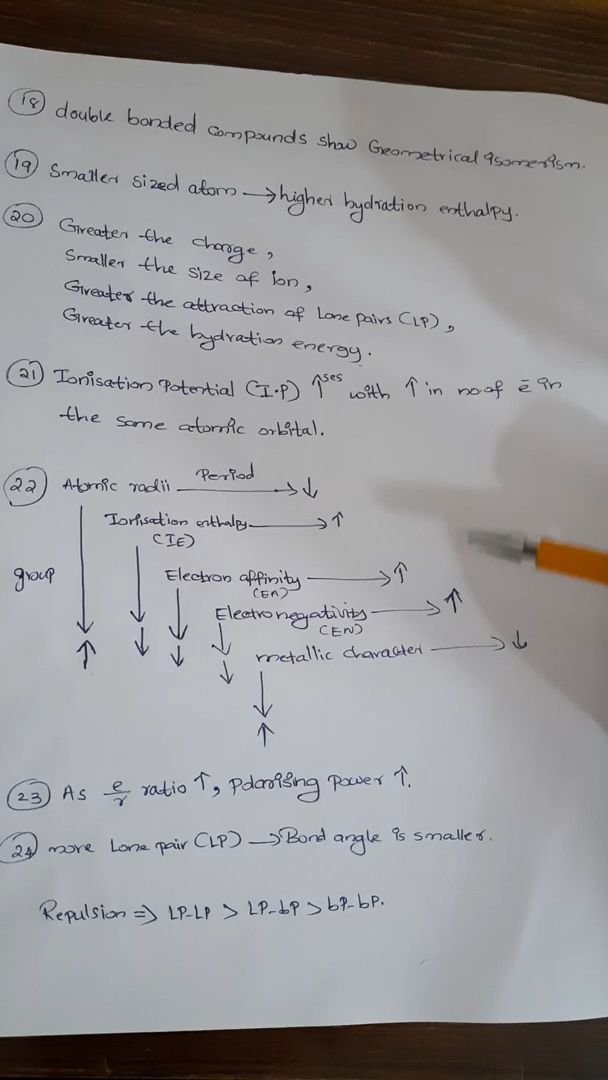 (18) double bonded compounds show Geometrical isomerism.
(19) Smaller sized atom → higher hydration enthalpy.
(20) Greater the charge,
Smaller the size of ion,
Greater the attraction of Lone pairs (LP),
Greater the hydration energy.
(21) Ionisation Potential (I.P) ↑ses with ↑ in no of ē in
the same atomic orbital.
(22) Atomic radii Period → ↓
Ionisation enthalpy → ↑
(IE)
group
Electron affinity → ↑
(EA)
Electronegativity → ↑
(EN)
metallic character → ↓
↓ ↓ ↓ ↓ ↓
↑ ↓ ↓ ↓ ↑
(23) As e/r ratio ↑, Polarising Power ↑.
(24) more Lone pair (LP) → Bond angle is smaller.
Repulsion ⇒ LP-LP > LP-bP > bP-bP.